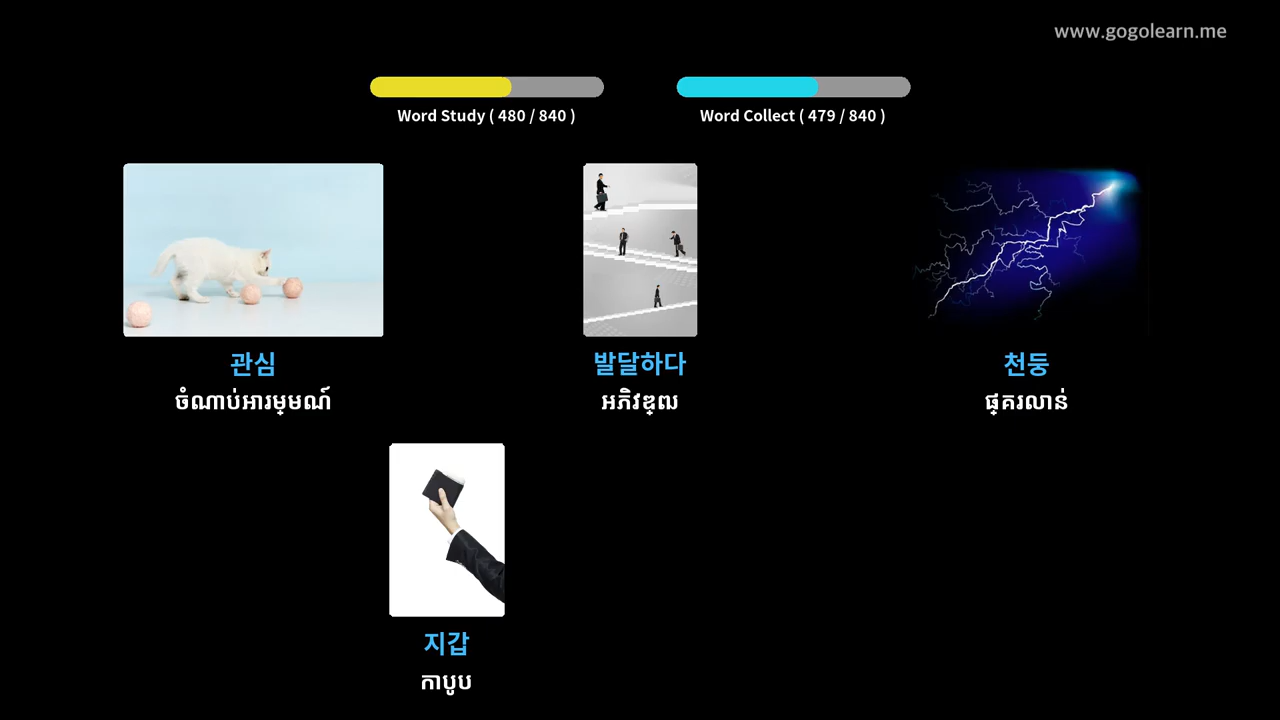 www.gogolearn.me
Word Study ( 480 / 840 )
Word Collect ( 479 / 840 )
관심
ចំណាប់អារម្មមណ៍
발달하다
អភិវឌ្ឍ
천둥
ផ្គរលាន់
지갑
កាបូប